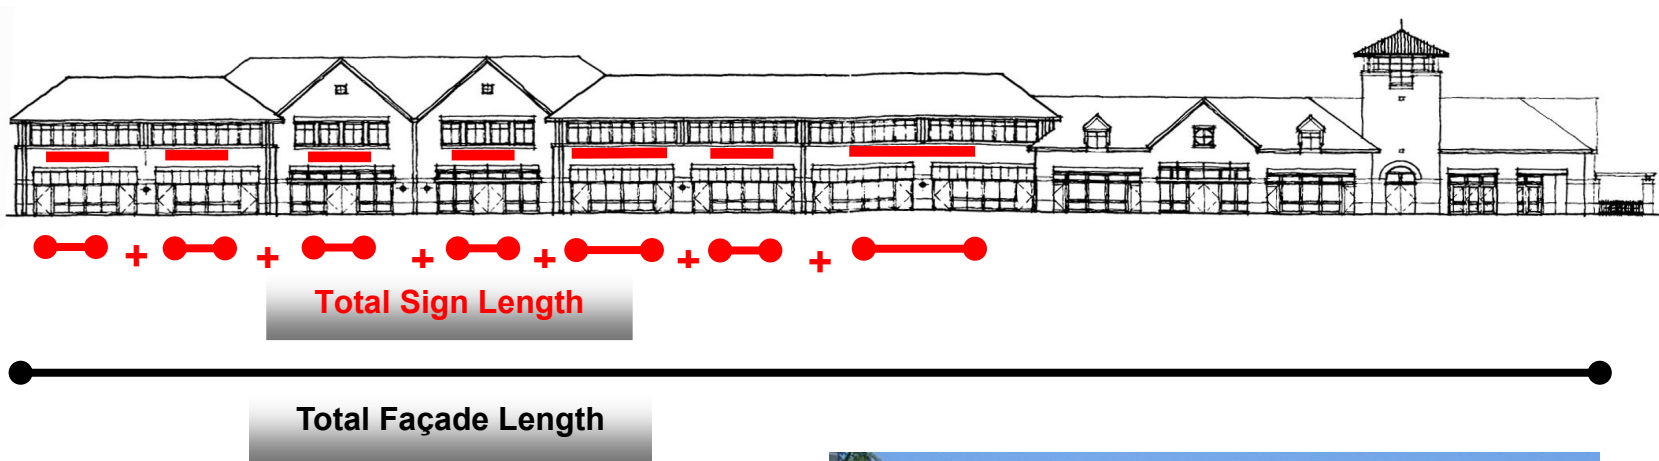 + + + + + +
Total Sign Length
Total Façade Length